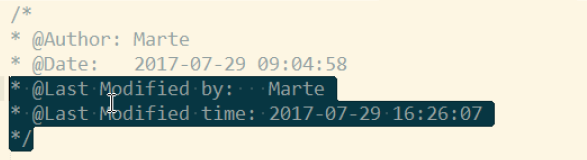 /*
* @Author: Marte
* @Date:   2017-07-29 09:04:58
* @Last Modified by:   Marte
* @Last Modified time: 2017-07-29 16:26:07
*/